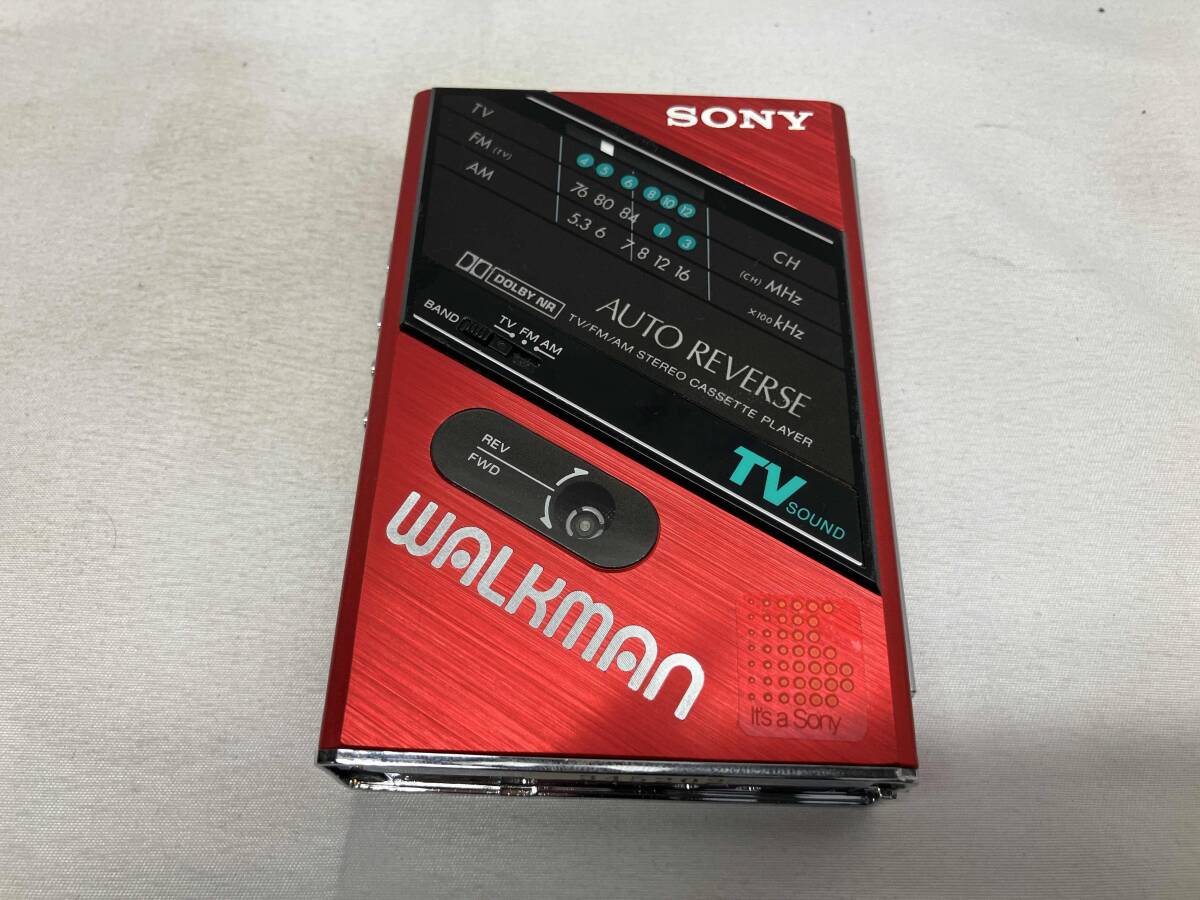 SONY
TV
4 5 6 8 10 12
CH
FM (TV)
76 80 84 1 3
(CH) MHz
AM
5.3 6 7 8 12 16
x100 kHz
DOLBY NR
AUTO REVERSE
TV/FM/AM STEREO CASSETTE PLAYER
BAND
TV FM AM
TV SOUND
REV
FWD
WALKMAN
It's a Sony